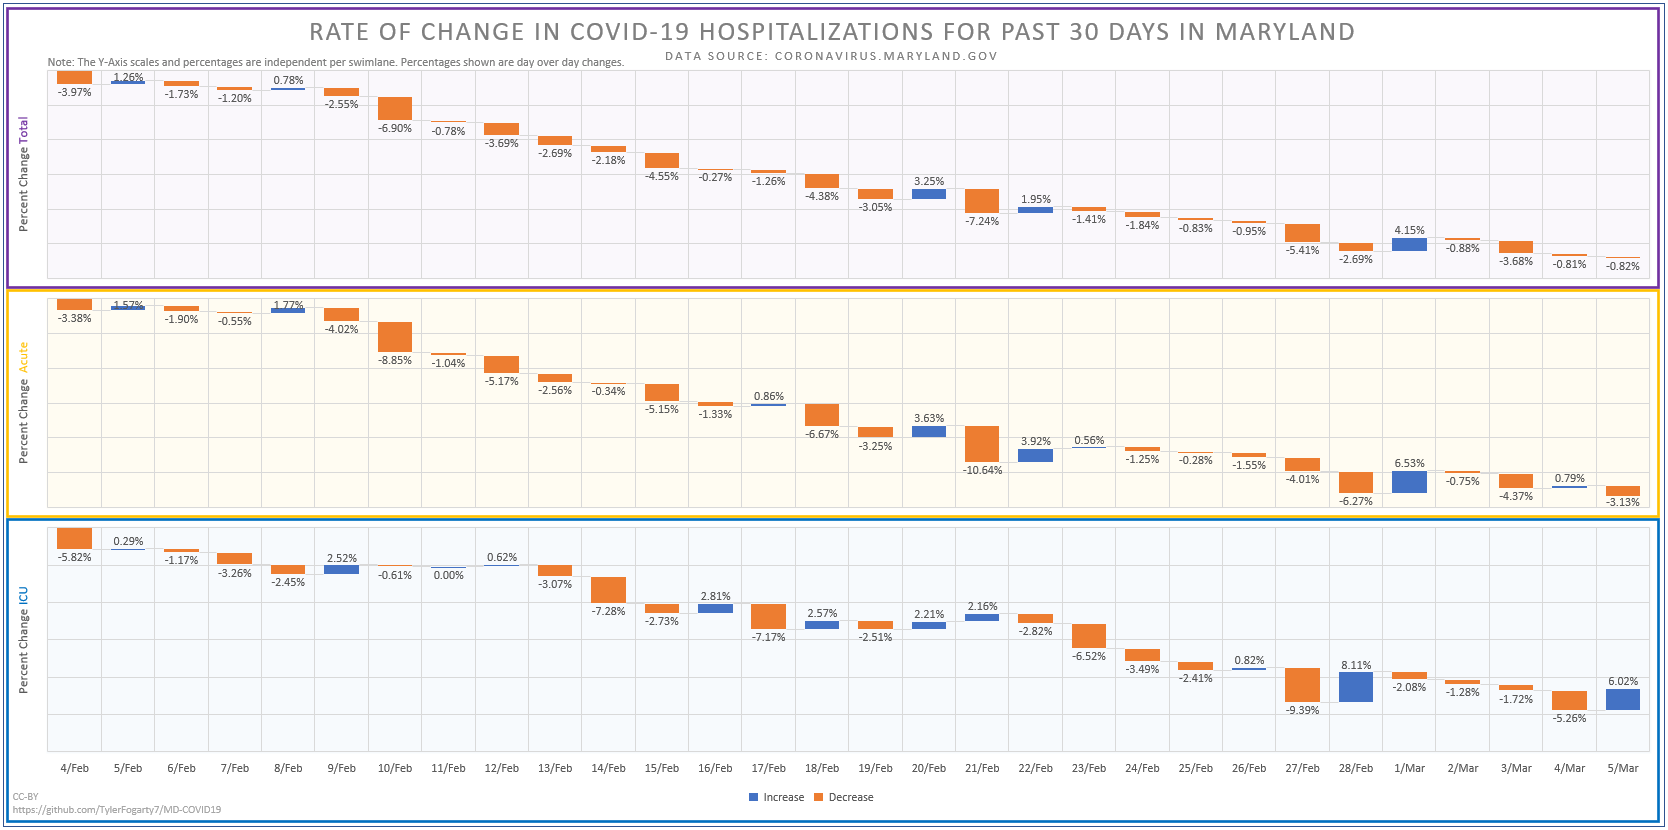 RATE OF CHANGE IN COVID-19 HOSPITALIZATIONS FOR PAST 30 DAYS IN MARYLAND
DATA SOURCE: CORONAVIRUS.MARYLAND.GOV
Note: The Y-Axis scales and percentages are independent per swimlane. Percentages shown are day over day changes.
Percent Change Total
-3.97% 1.26% -1.73% -1.20% 0.78% -2.55% -6.90% -0.78% -3.69% -2.69% -2.18% -4.55% -0.27% -1.26% -4.38% -3.05% 3.25% -7.24% 1.95% -1.41% -1.84% -0.83% -0.95% -5.41% -2.69% 4.15% -0.88% -3.68% -0.81% -0.82%
Percent Change Acute
-3.38% 1.57% -1.90% -0.55% 1.77% -4.02% -8.85% -1.04% -5.17% -2.56% -0.34% -5.15% -1.33% 0.86% -6.67% -3.25% 3.63% -10.64% 3.92% 0.56% -1.25% -0.28% -1.55% -4.01% -6.27% 6.53% -0.75% -4.37% 0.79% -3.13%
Percent Change ICU
-5.82% 0.29% -1.17% -3.26% -2.45% 2.52% -0.61% 0.00% 0.62% -3.07% -7.28% -2.73% 2.81% -7.17% 2.57% -2.51% 2.21% 2.16% -2.82% -6.52% -3.49% -2.41% 0.82% -9.39% 8.11% -2.08% -1.28% -1.72% -5.26% 6.02%
4/Feb 5/Feb 6/Feb 7/Feb 8/Feb 9/Feb 10/Feb 11/Feb 12/Feb 13/Feb 14/Feb 15/Feb 16/Feb 17/Feb 18/Feb 19/Feb 20/Feb 21/Feb 22/Feb 23/Feb 24/Feb 25/Feb 26/Feb 27/Feb 28/Feb 1/Mar 2/Mar 3/Mar 4/Mar 5/Mar
Increase Decrease
CC-BY
https://github.com/TylerFogarty7/MD-COVID19